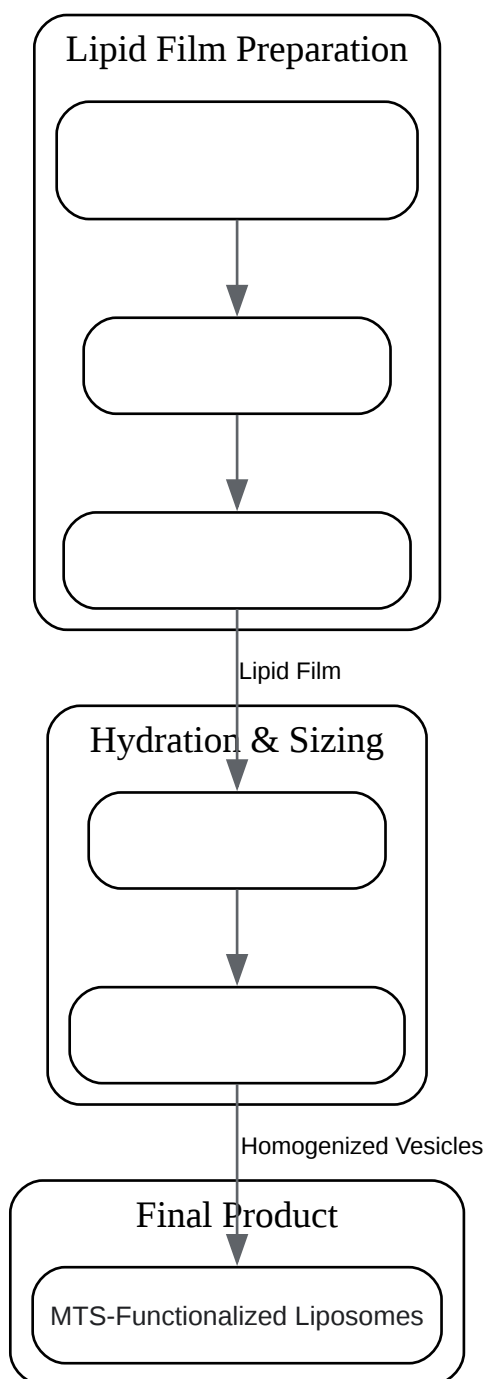 Lipid Film Preparation
Lipid Film
Hydration & Sizing
Homogenized Vesicles
Final Product
MTS-Functionalized Liposomes